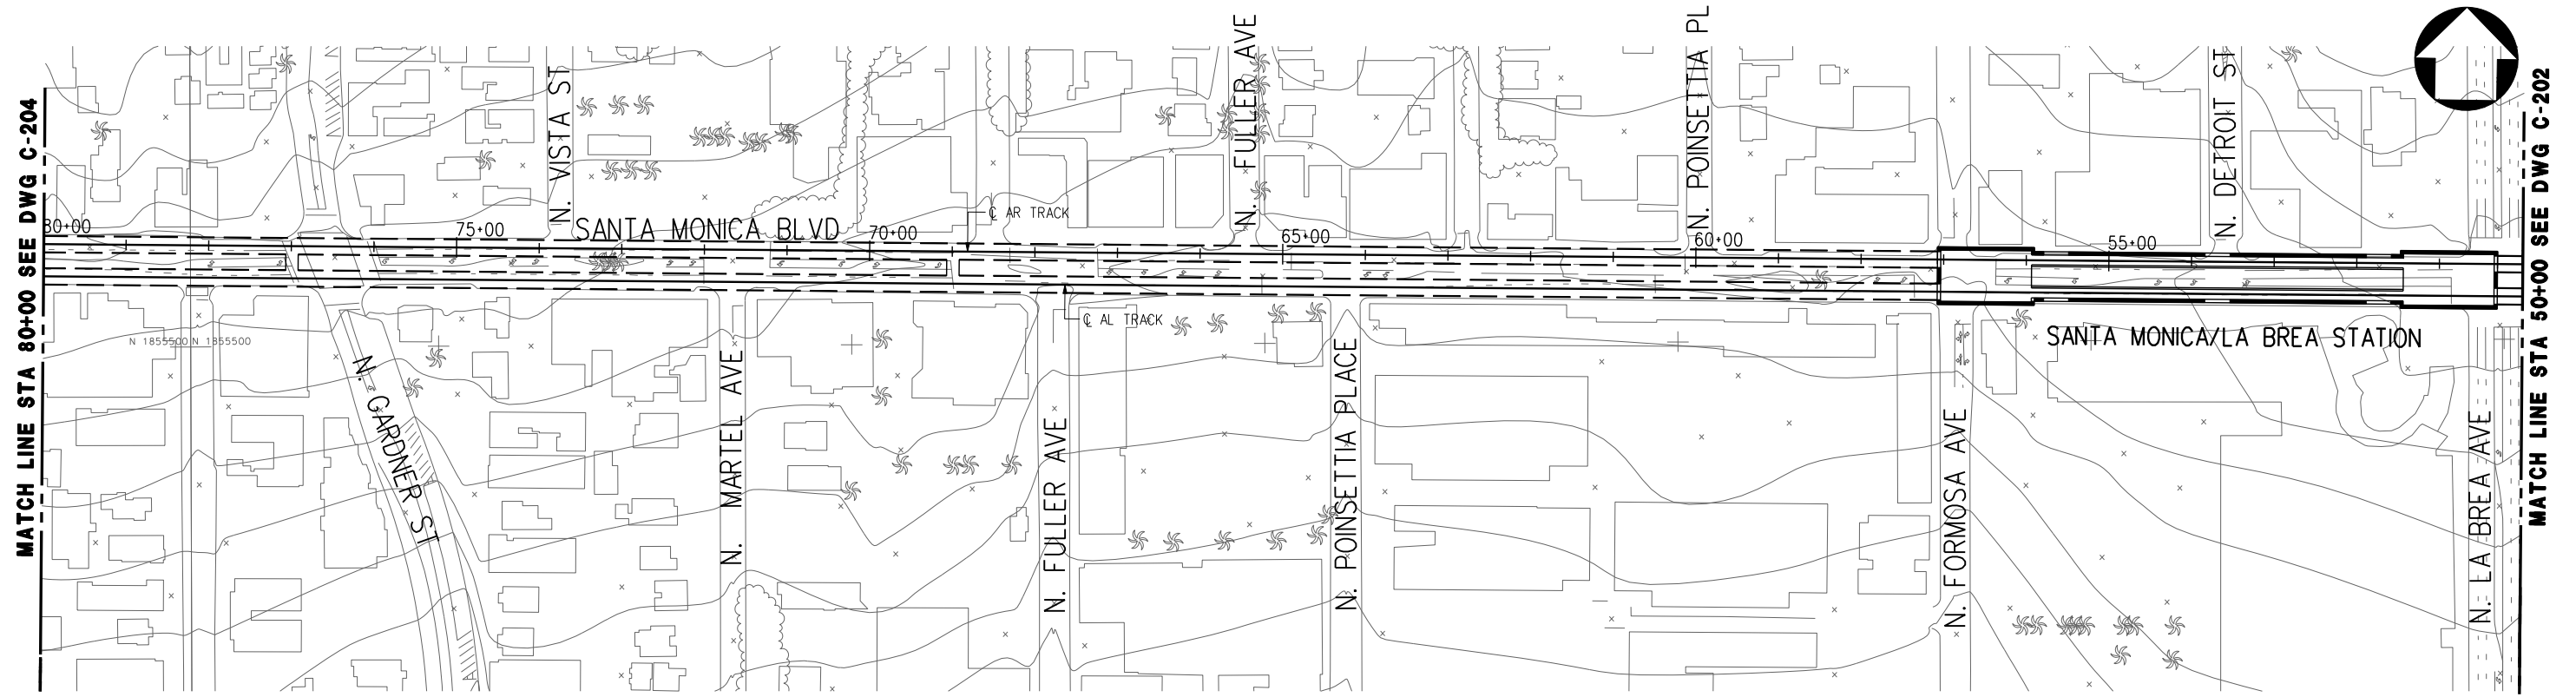 MATCH LINE STA 80+00 SEE DWG C-204
N. VISTA ST
N. FULLER AVE
N. POINSETTIA PL
N. DETROIT ST
MATCH LINE STA 50+00 SEE DWG C-202
80+00
75+00
SANTA MONICA BLVD
70+00
℄ AR TRACK
65+00
60+00
55+00
℄ AL TRACK
SANTA MONICA/LA BREA STATION
N 1855500 N 1855500
N. GARDNER ST
N. MARTEL AVE
N. FULLER AVE
N. POINSETTIA PLACE
N. FORMOSA AVE
N. LA BREA AVE